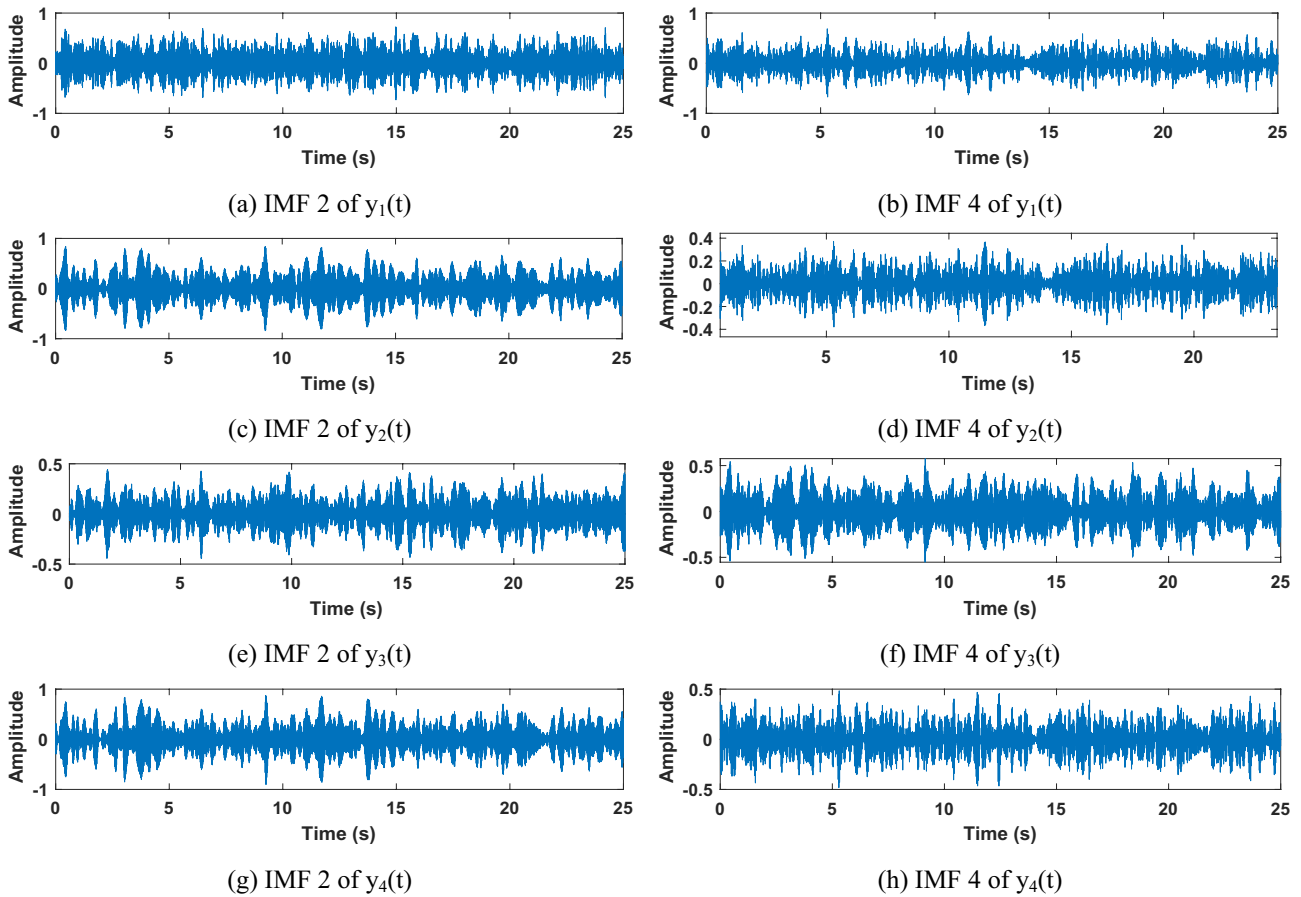 1
0
-1
Amplitude
0 5 10 15 20 25
Time (s)
(a) IMF 2 of y1(t)
1
0
-1
Amplitude
0 5 10 15 20 25
Time (s)
(b) IMF 4 of y1(t)
1
0
-1
Amplitude
0 5 10 15 20 25
Time (s)
(c) IMF 2 of y2(t)
0.4
0.2
0
-0.2
-0.4
Amplitude
5 10 15 20
Time (s)
(d) IMF 4 of y2(t)
0.5
0
-0.5
Amplitude
0 5 10 15 20 25
Time (s)
(e) IMF 2 of y3(t)
0.5
0
-0.5
Amplitude
0 5 10 15 20 25
Time (s)
(f) IMF 4 of y3(t)
1
0
-1
Amplitude
0 5 10 15 20 25
Time (s)
(g) IMF 2 of y4(t)
0.5
0
-0.5
Amplitude
0 5 10 15 20 25
Time (s)
(h) IMF 4 of y4(t)